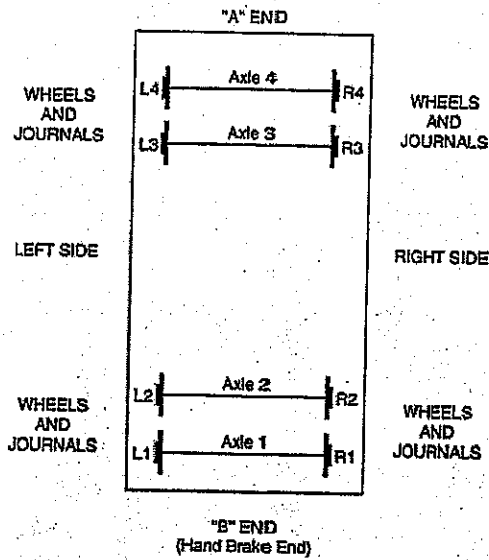 "A" END
L4 Axle 4 R4
WHEELS
AND
JOURNALS
WHEELS
AND
JOURNALS
L3 Axle 3 R3
LEFT SIDE
RIGHT SIDE
L2 Axle 2 R2
WHEELS
AND
JOURNALS
WHEELS
AND
JOURNALS
L1 Axle 1 R1
"B" END
(Hand Brake End)